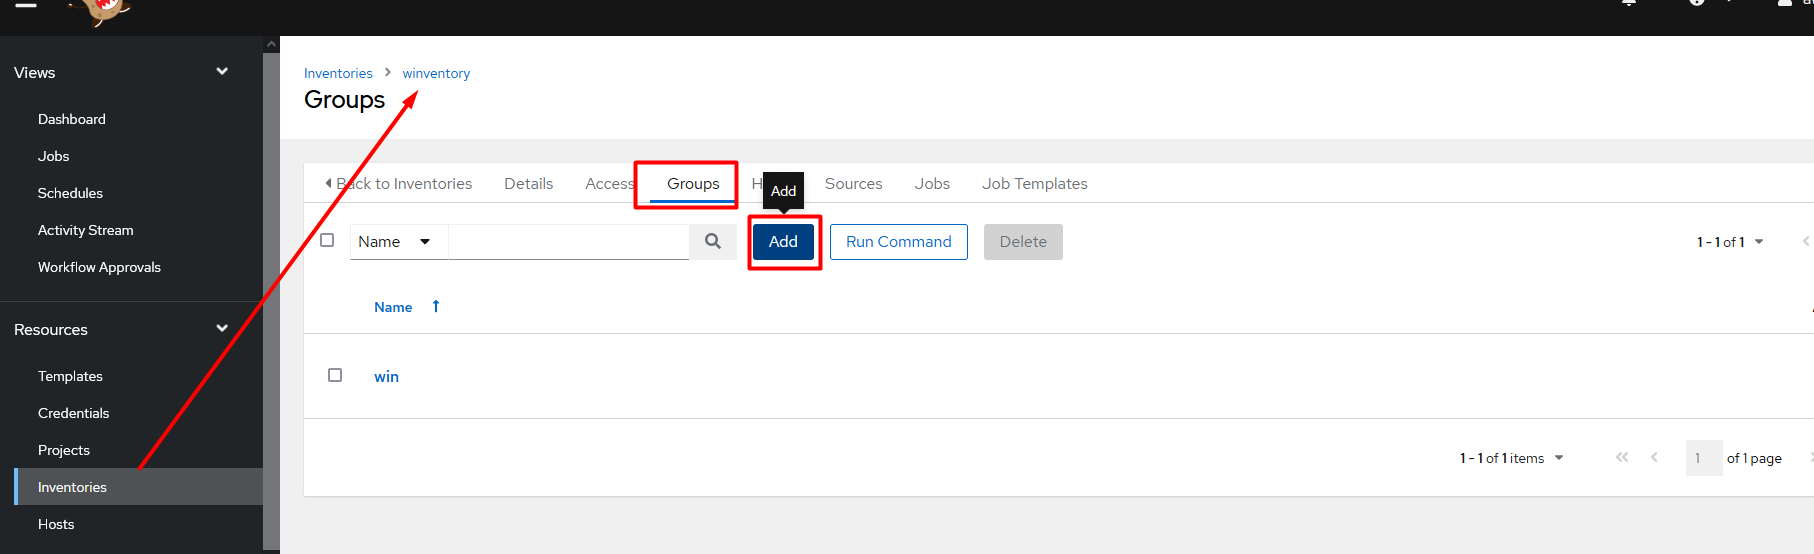 Views
Dashboard
Jobs
Schedules
Activity Stream
Workflow Approvals
Resources
Templates
Credentials
Projects
Inventories
Hosts
Inventories winventory
Groups
Back to Inventories Details Access Groups Sources Jobs Job Templates
Add
Name Add Run Command Delete 1 - 1 of 1
Name
win
1 - 1 of 1 items 1 of 1 page